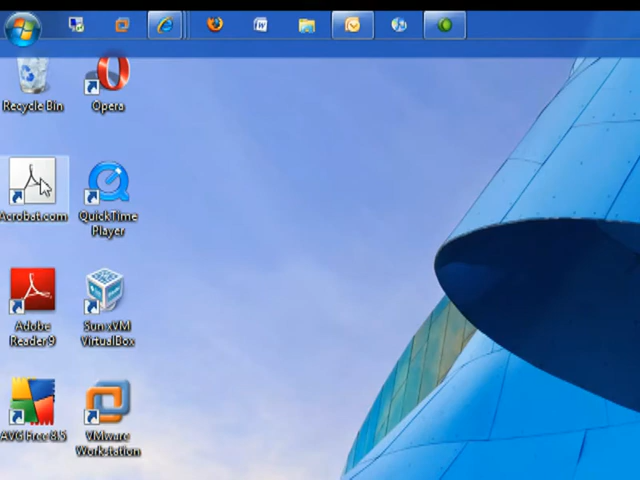 Recycle Bin
Opera
Acrobat.com
QuickTime
Player
Adobe
Reader 9
Sun xVM
VirtualBox
AVG Free 8.5
VMware
Workstation